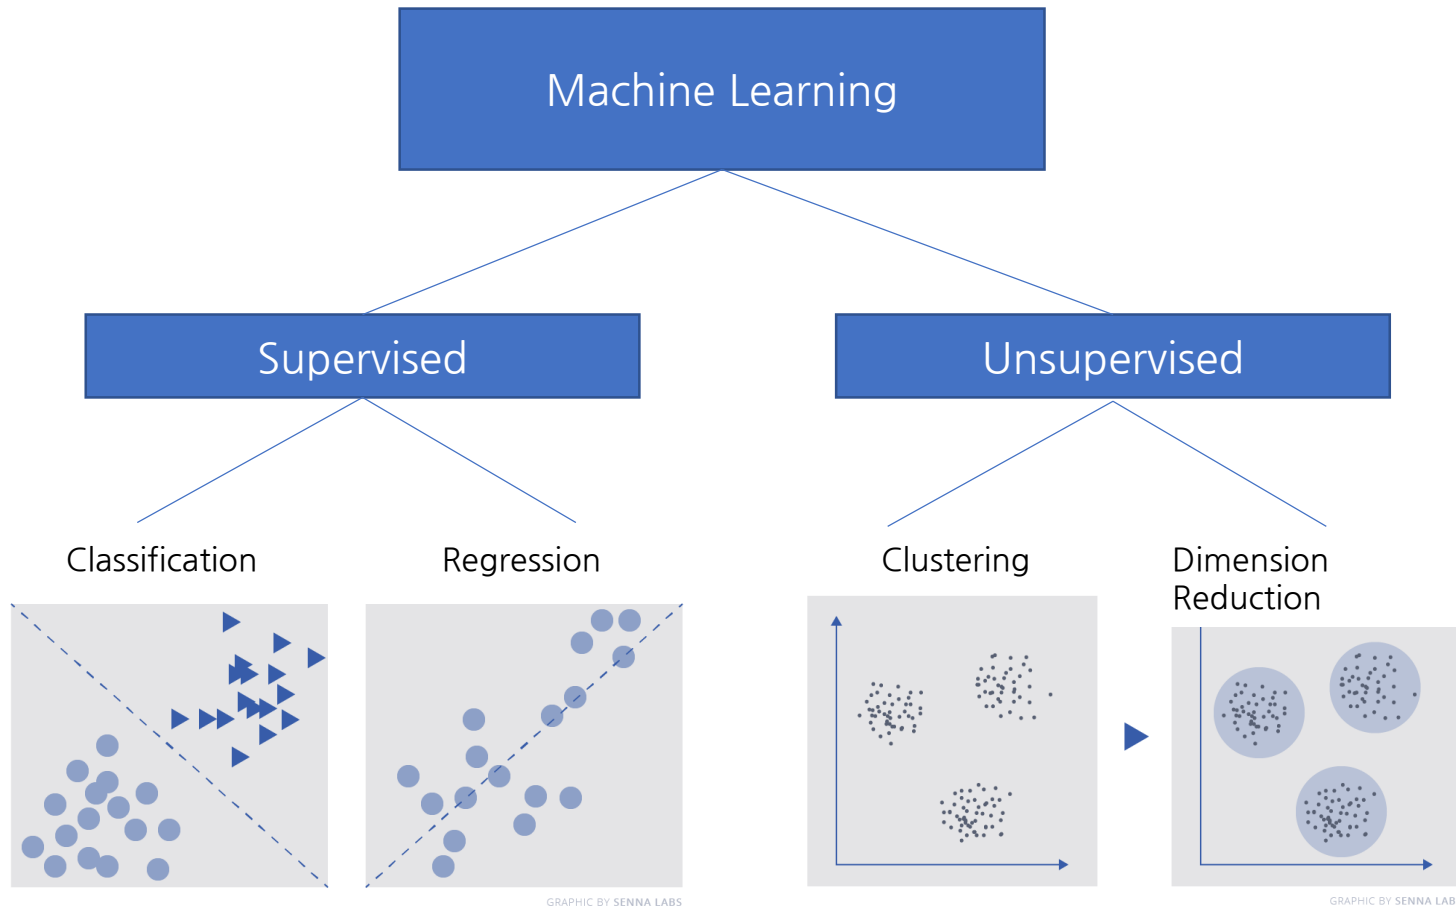 Machine Learning
Supervised
Unsupervised
Classification
Regression
Clustering
Dimension
Reduction
GRAPHIC BY SENNA LABS
GRAPHIC BY SENNA LAB